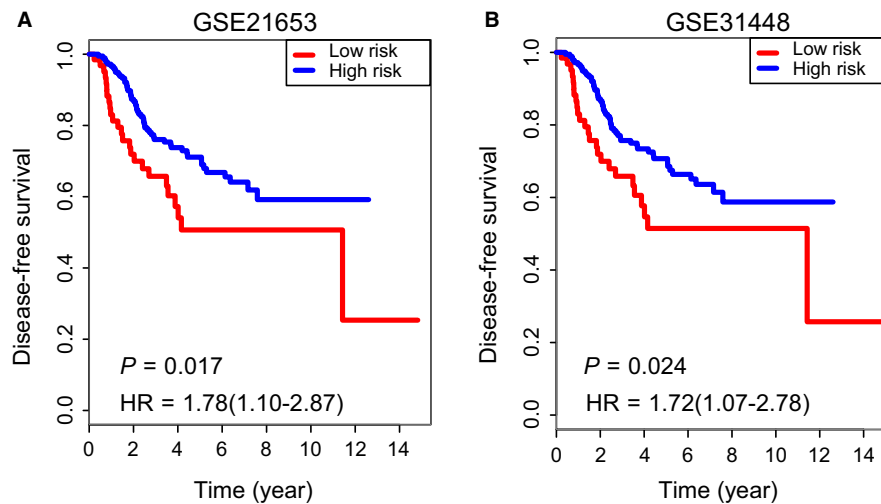 A
GSE21653
Low risk
High risk
Disease-free survival
1.0
0.8
0.6
0.4
0.2
0.0
P = 0.017
HR = 1.78(1.10-2.87)
0 2 4 6 8 10 12 14
Time (year)
B
GSE31448
Low risk
High risk
Disease-free survival
1.0
0.8
0.6
0.4
0.2
0.0
P = 0.024
HR = 1.72(1.07-2.78)
0 2 4 6 8 10 12 14
Time (year)